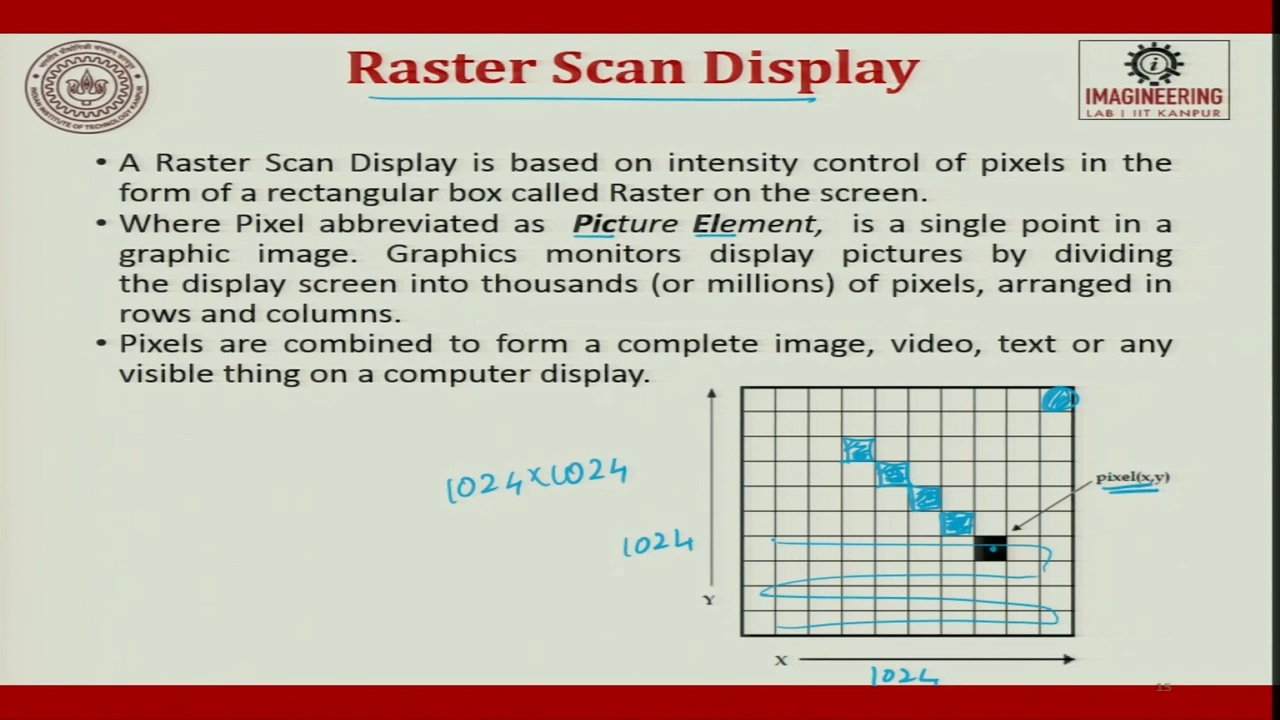 Raster Scan Display
IMAGINEERING
LAB | IIT KANPUR
• A Raster Scan Display is based on intensity control of pixels in the
form of a rectangular box called Raster on the screen.
• Where Pixel abbreviated as Picture Element, is a single point in a
graphic image. Graphics monitors display pictures by dividing
the display screen into thousands (or millions) of pixels, arranged in
rows and columns.
• Pixels are combined to form a complete image, video, text or any
visible thing on a computer display.
1024×1024
pixel(x,y)
1024
Y
X
1024
15